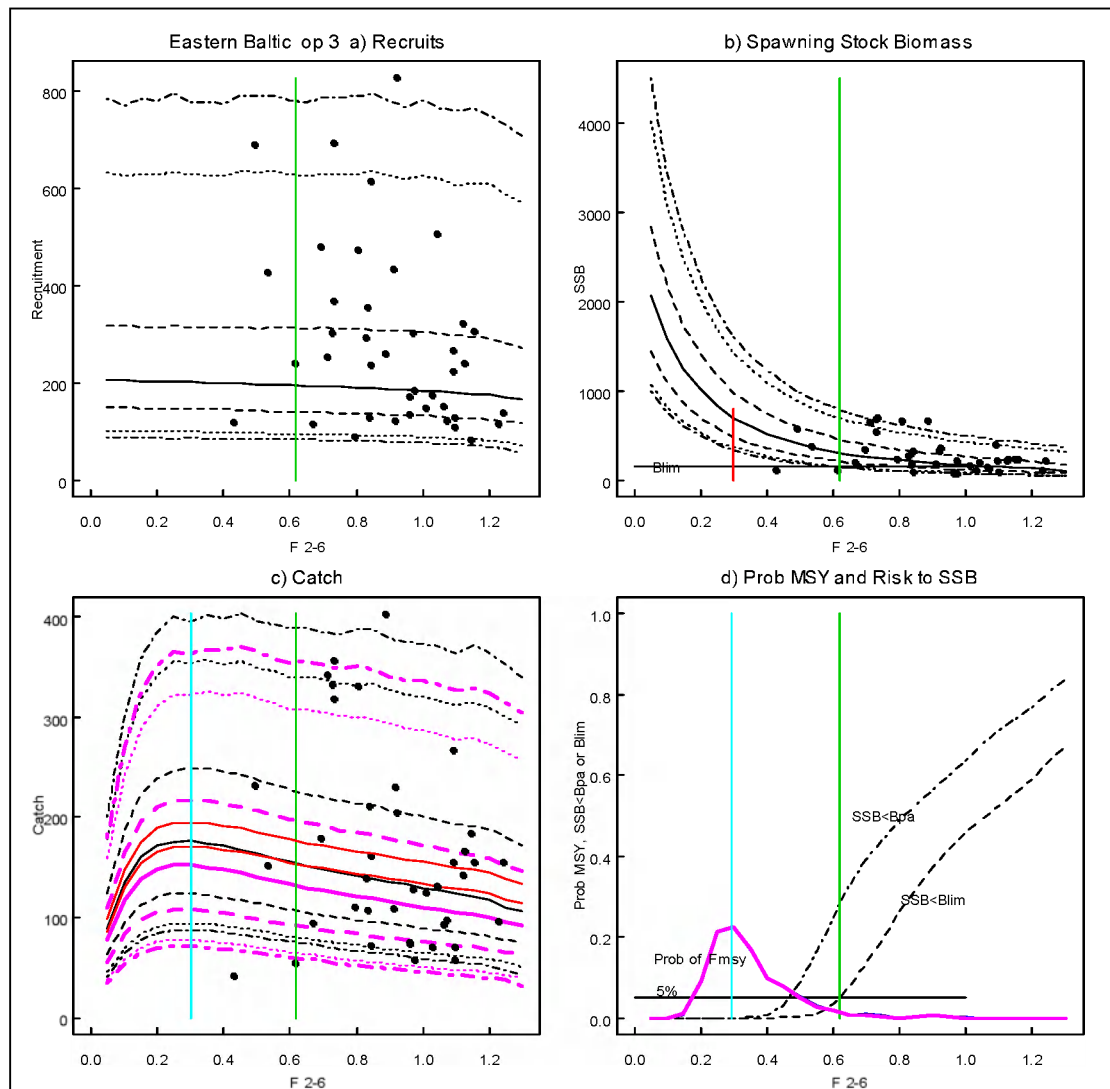 Eastern Baltic op 3 a) Recruits
800
600
400
200
0
Recruitment
0.0 0.2 0.4 0.6 0.8 1.0 1.2
F 2-6
b) Spawning Stock Biomass
4000
3000
2000
1000
0
SSB
Blim
0.0 0.2 0.4 0.6 0.8 1.0 1.2
F 2-6
c) Catch
400
300
200
100
0
Catch
0.0 0.2 0.4 0.6 0.8 1.0 1.2
F 2-6
d) Prob MSY and Risk to SSB
1.0
0.8
0.6
0.4
0.2
0.0
Prob MSY, SSB<Bpa or Blim
SSB<Bpa
SSB<Blim
Prob of Fmsy
5%
0.0 0.2 0.4 0.6 0.8 1.0 1.2
F 2-6